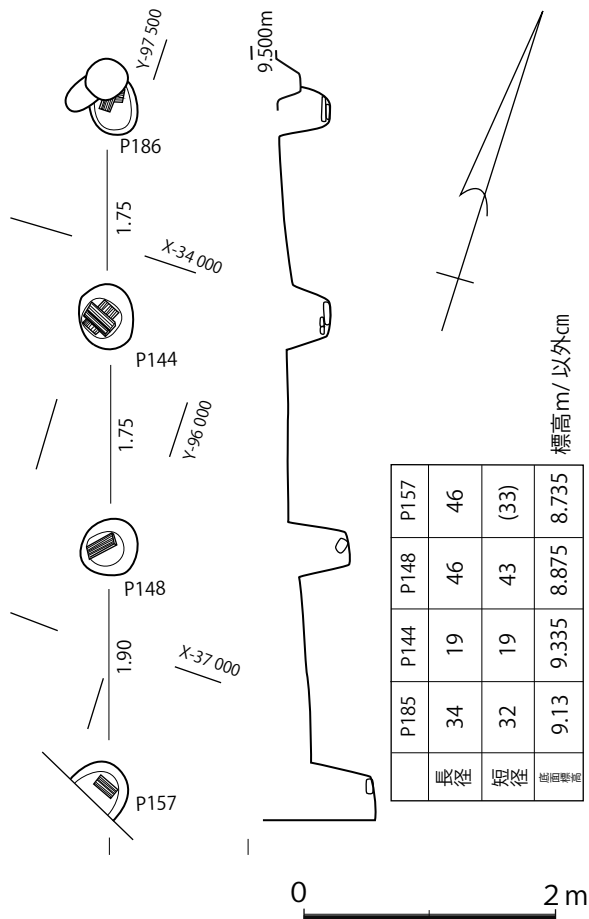 Y-97 500
9.500m
P186
1.75
X-34 000
P144
1.75
Y-96 000
P148
1.90
X-37 000
P157
標高m/以外cm
P185 P144 P148 P157
長径 34 19 46 46
短径 32 19 43 (33)
底面標高 9.13 9.335 8.875 8.735
0 2 m